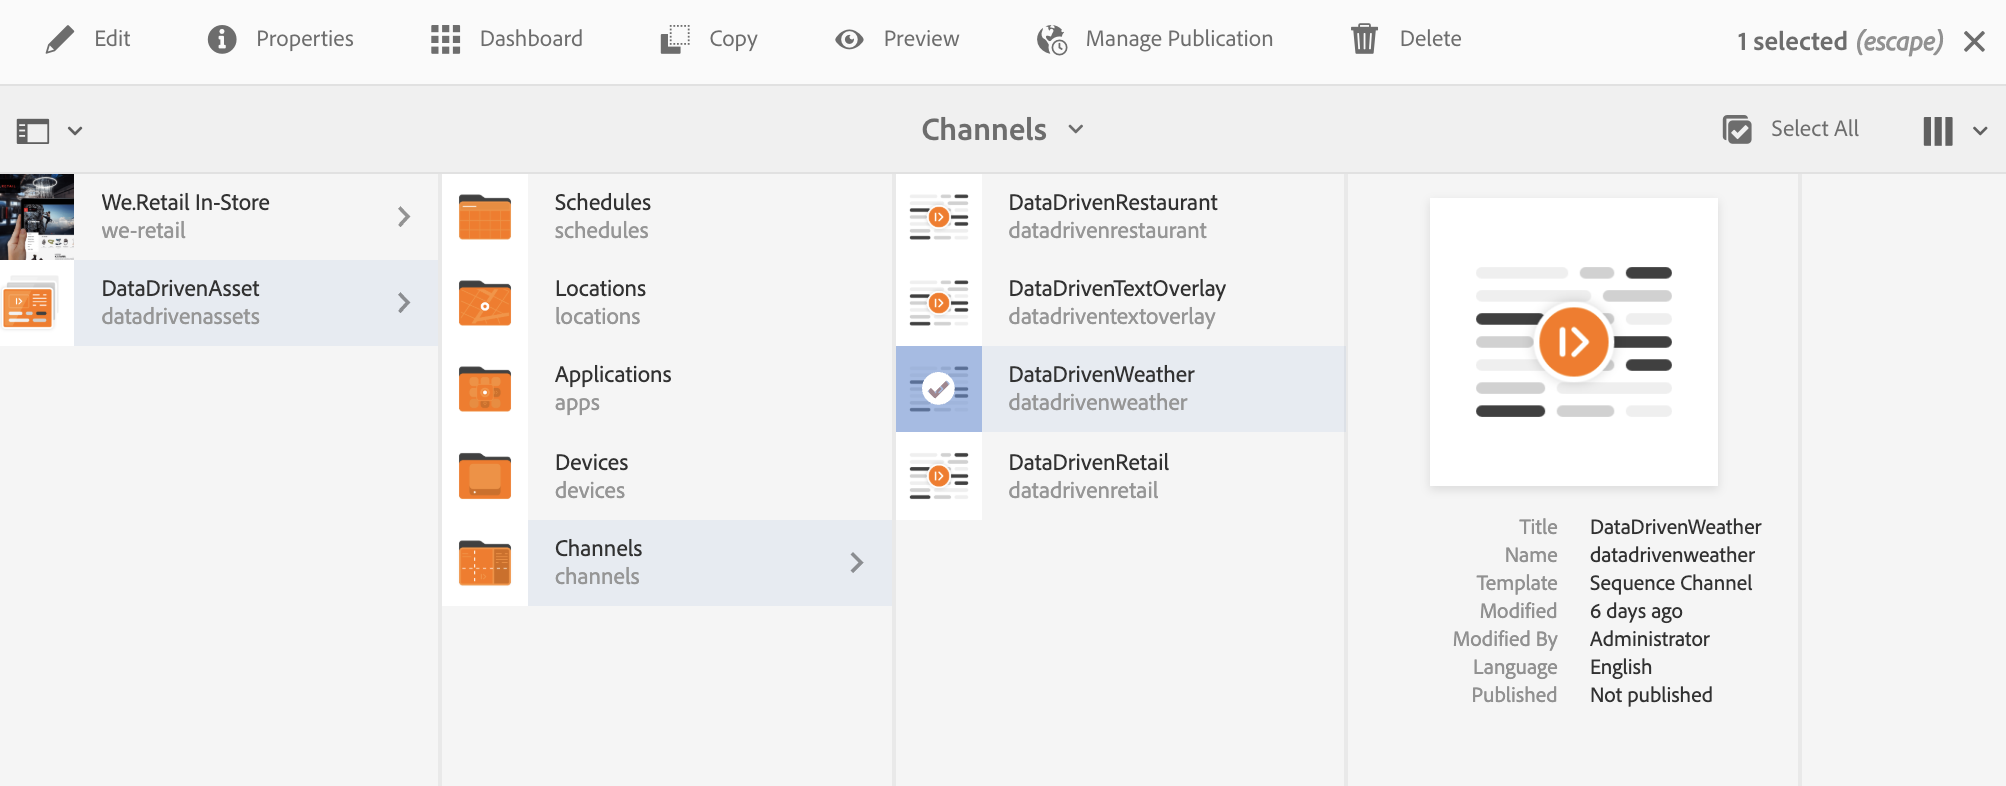 Edit
Properties
Dashboard
Copy
Preview
Manage Publication
Delete
1 selected (escape)
Channels
Select All
We.Retail In-Store
we-retail
DataDrivenAsset
datadrivenassets
Schedules
schedules
Locations
locations
Applications
apps
Devices
devices
Channels
channels
DataDrivenRestaurant
datadrivenrestaurant
DataDrivenTextOverlay
datadriventextoverlay
DataDrivenWeather
datadrivenweather
DataDrivenRetail
datadrivenretail
Title DataDrivenWeather
Name datadrivenweather
Template Sequence Channel
Modified 6 days ago
Modified By Administrator
Language English
Published Not published